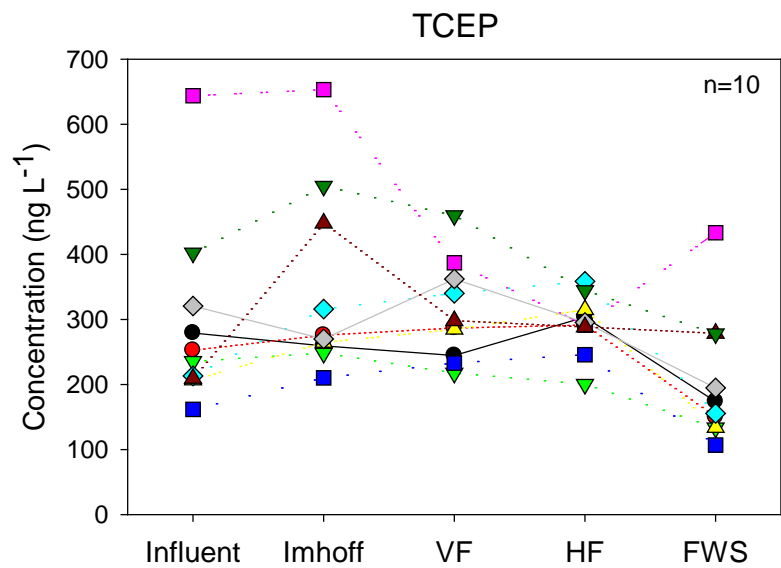 TCEP
n=10
Concentration (ng L⁻¹)
700
600
500
400
300
200
100
0
Influent Imhoff VF HF FWS